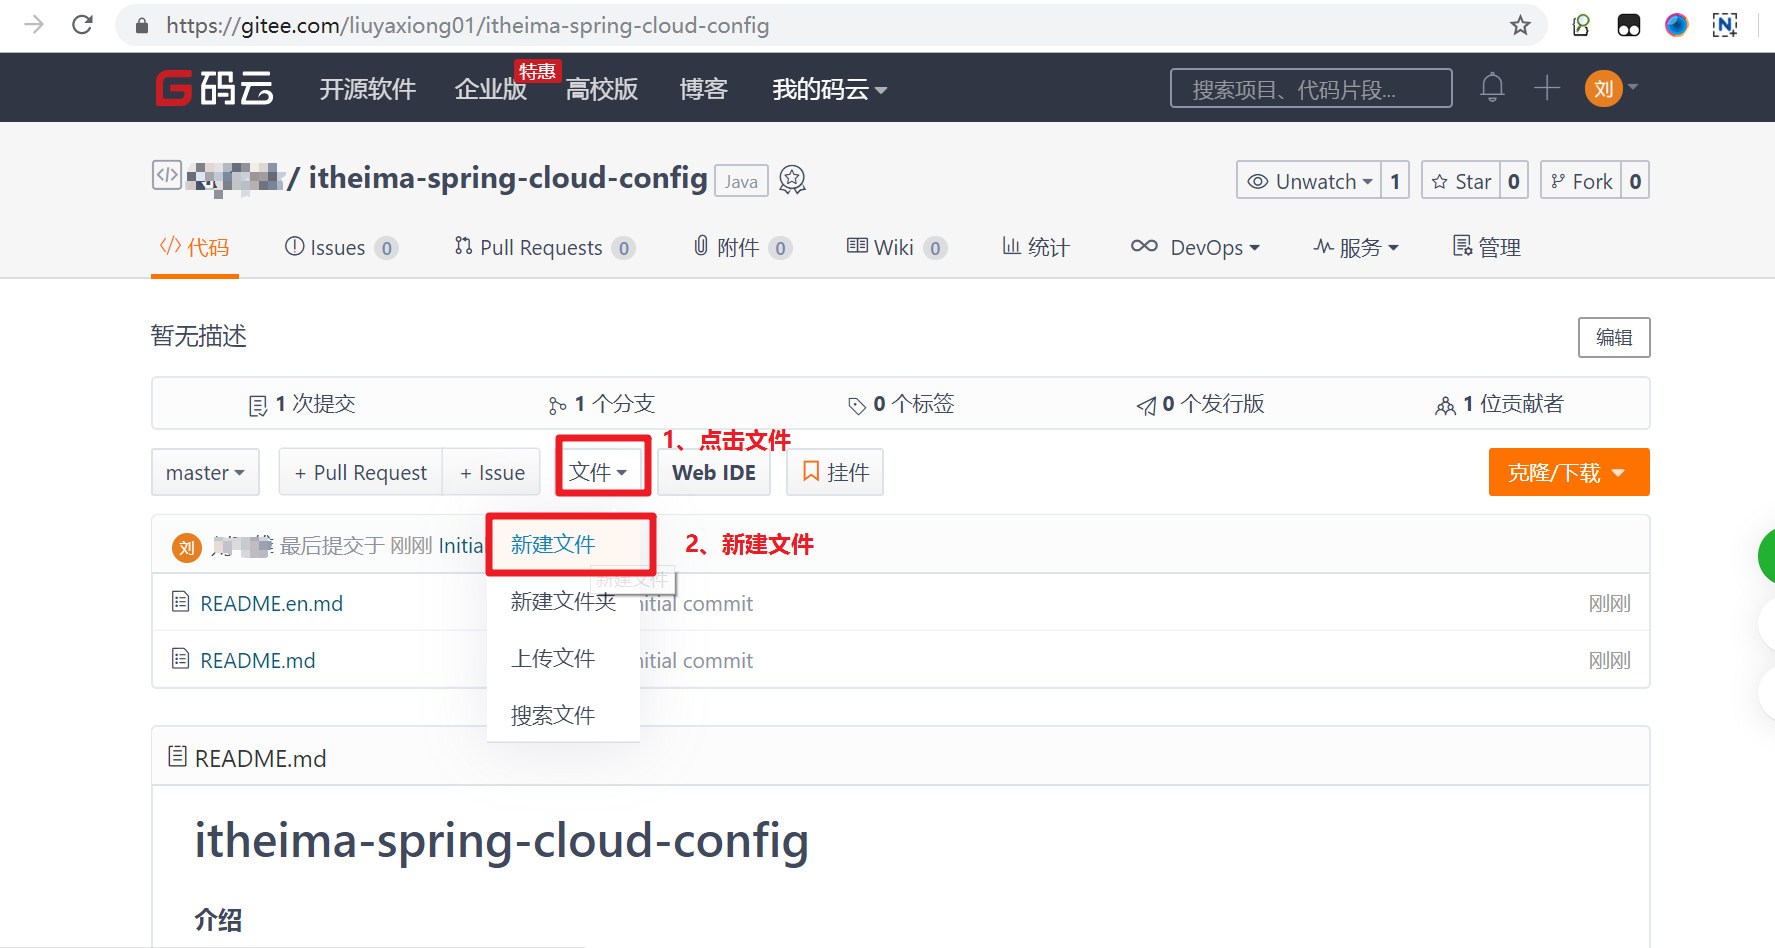 https://gitee.com/liuyaxiong01/itheima-spring-cloud-config
码云 开源软件 企业版 特惠 高校版 博客 我的码云 搜索项目、代码片段... 刘
/ itheima-spring-cloud-config Java Unwatch 1 Star 0 Fork 0
代码 Issues 0 Pull Requests 0 附件 0 Wiki 0 统计 DevOps 服务 管理
暂无描述 编辑
1 次提交 1 个分支 0 个标签 0 个发行版 1 位贡献者
1、点击文件
master + Pull Request + Issue 文件 Web IDE 挂件 克隆/下载
刘 最后提交于 刚刚 Initia 新建文件 2、新建文件
新建文件
README.en.md 新建文件夹 nitial commit 刚刚
README.md 上传文件 nitial commit 刚刚
搜索文件
README.md
itheima-spring-cloud-config
介绍